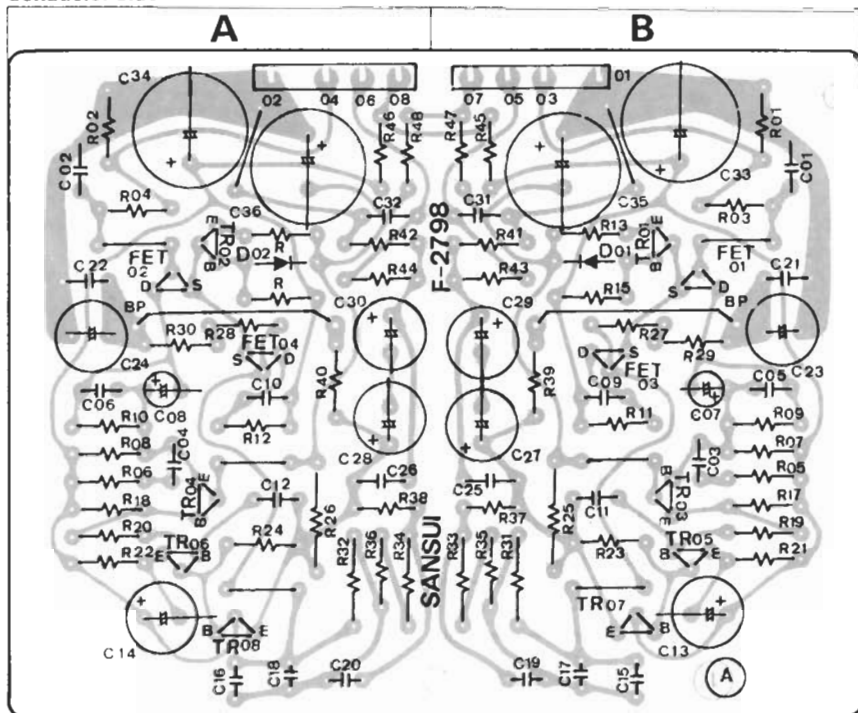 A B
C34 01
02 04 06 08 07 05 03
R02 R46 R48 R47 R45 R01
C02 C33 C01
R04 C36 C32 C31 C35 R03
E TR02 B R R42 R41 R13 TR01 E B
FET 02 D02 D01 FET 01
C22 D S R44 R43 S D C21
BP R C30 C29 R15 BP
R30 R28 R27 R29
C24 FET04 S D D S FET 03 C23
C06 C08 C10 R40 R39 C09 C07 C05
R10 R12 R11 R09
R08 C04 C03 R07
R06 C28 C26 C27 C25 R05
R18 TR04 E B C12 R38 R37 C11 TR03 B E R17
R20 R26 R25 R19
R22 TR06 E B R24 R23 TR05 B E R21
R32 R36 R34 R33 R35 R31
F-2798
SANSUI
C14 B E TR08 TR07 E B C13
C16 C18 C20 C19 C17 C15 A